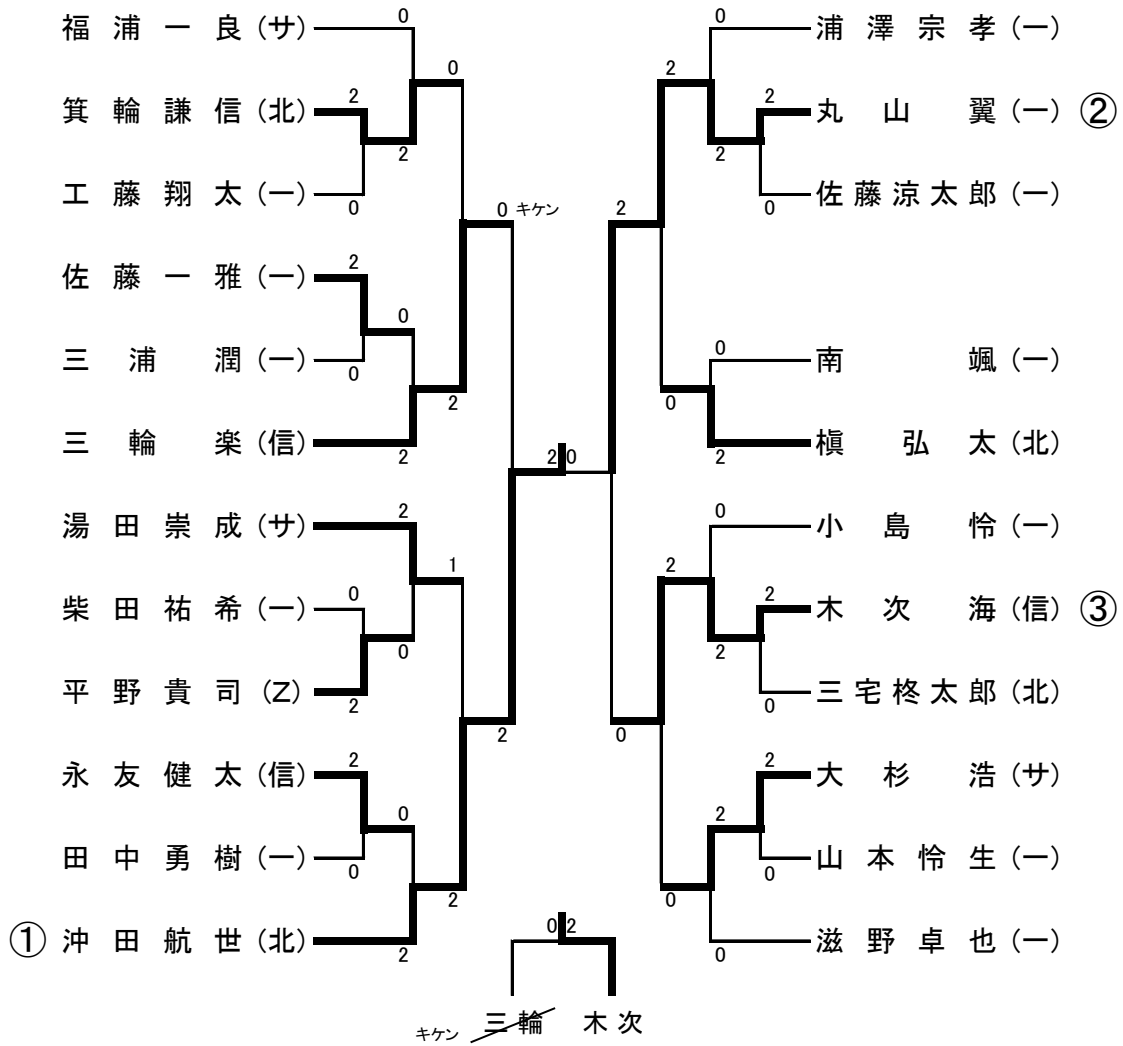 福浦一良(サ) 0 0 浦澤宗孝(一)
0 2
箕輪謙信(北) 2 2 丸山翼(一) ②
2 2
工藤翔太(一) 0 0 佐藤涼太郎(一)
0 キケン 2
佐藤一雅(一) 2
0
三浦潤(一) 0 0 南颯(一)
2 0
三輪楽(信) 2 2 槇弘太(北)
2 0
湯田崇成(サ) 2 0 小島怜(一)
1 2
柴田祐希(一) 0 2 木次海(信) ③
0 2
平野貴司(Z) 2 0 三宅柊太郎(北)
2 0
永友健太(信) 2 2 大杉浩(サ)
0 2
田中勇樹(一) 0 0 山本怜生(一)
2 0
① 沖田航世(北) 2 0 滋野卓也(一)
0 2
キケン 三輪 木次